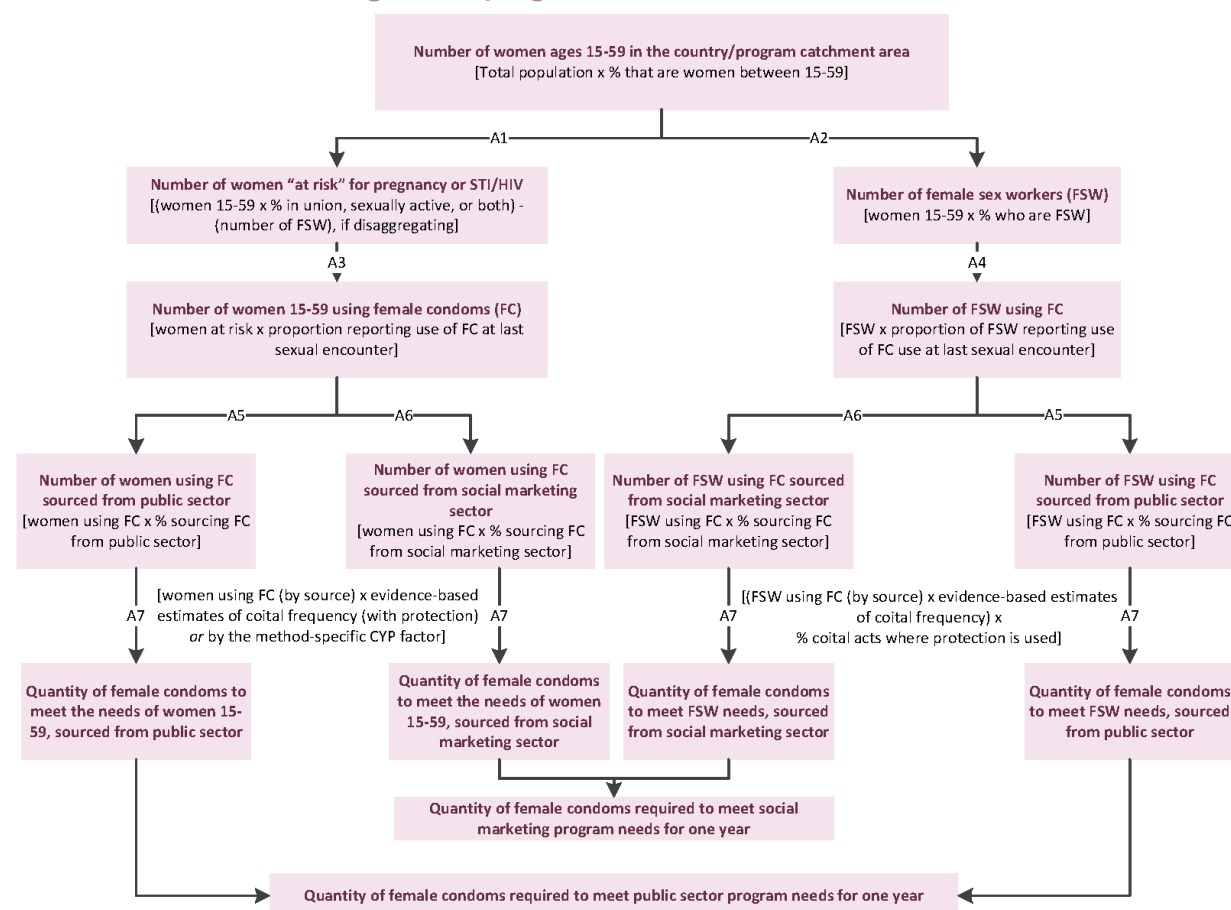 Number of women ages 15-59 in the country/program catchment area
[Total population x % that are women between 15-59]
A1
A2
Number of women "at risk" for pregnancy or STI/HIV
[(women 15-59 x % in union, sexually active, or both) -
(number of FSW), if disaggregating]
Number of female sex workers (FSW)
[women 15-59 x % who are FSW]
A3
A4
Number of women 15-59 using female condoms (FC)
[women at risk x proportion reporting use of FC at last
sexual encounter]
Number of FSW using FC
[FSW x proportion of FSW reporting use
of FC use at last sexual encounter]
A5
A6
A6
A5
Number of women using FC
sourced from public sector
[women using FC x % sourcing FC
from public sector]
Number of women using FC
sourced from social marketing
sector
[women using FC x % sourcing FC
from social marketing sector]
Number of FSW using FC sourced
from social marketing sector
[FSW using FC x % sourcing FC
from social marketing sector]
Number of FSW using FC
sourced from public sector
[FSW using FC x % sourcing FC
from public sector]
A7
[women using FC (by source) x evidence-based
estimates of coital frequency (with protection)
or by the method-specific CYP factor]
A7
A7
[(FSW using FC (by source) x evidence-based estimates
of coital frequency) x
% coital acts where protection is used]
A7
Quantity of female condoms to
meet the needs of women 15-
59, sourced from public sector
Quantity of female condoms
to meet the needs of women
15-59, sourced from social
marketing sector
Quantity of female condoms
to meet FSW needs, sourced
from social marketing sector
Quantity of female condoms
to meet FSW needs, sourced
from public sector
Quantity of female condoms required to meet social
marketing program needs for one year
Quantity of female condoms required to meet public sector program needs for one year